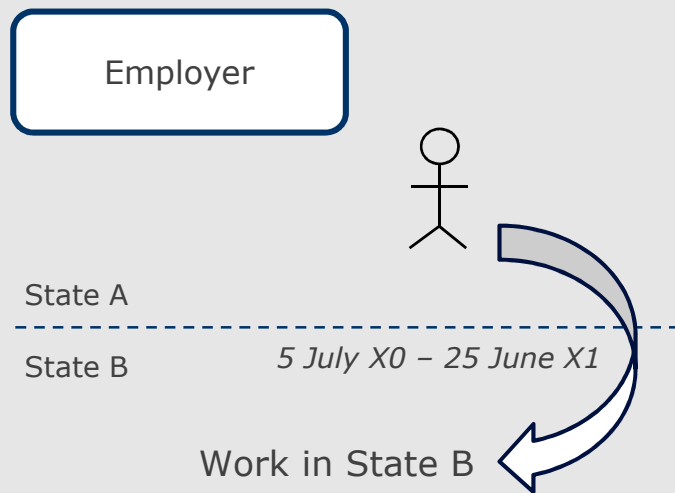 Employer
State A
State B
5 July X0 – 25 June X1
Work in State B